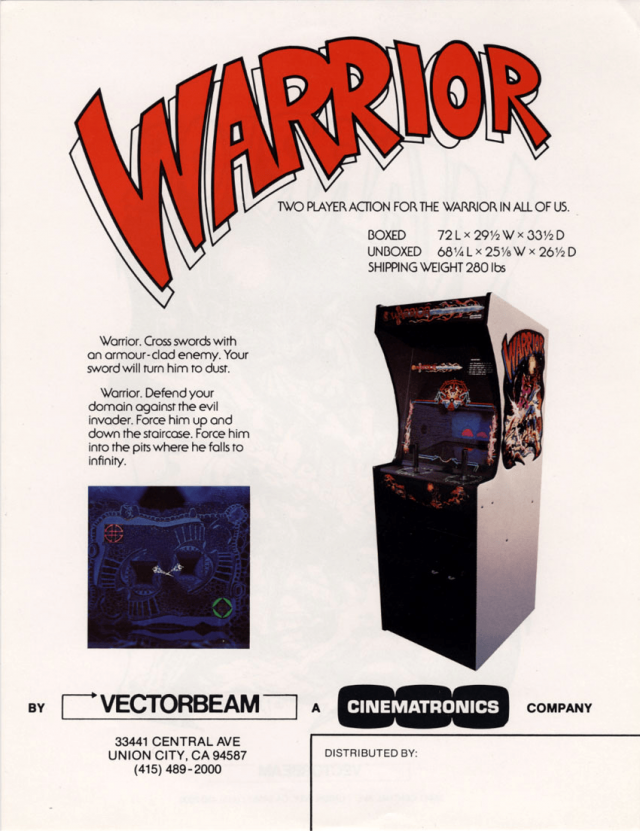 WARRIOR
TWO PLAYER ACTION FOR THE WARRIOR IN ALL OF US.
BOXED 72 L × 29½ W × 33½ D
UNBOXED 68¼ L × 25⅛ W × 26½ D
SHIPPING WEIGHT 280 lbs
Warrior. Cross swords with
an armour-clad enemy. Your
sword will turn him to dust.
Warrior. Defend your
domain against the evil
invader. Force him up and
down the staircase. Force him
into the pits where he falls to
infinity.
WARRIOR
BY VECTORBEAM A CINEMATRONICS COMPANY
33441 CENTRAL AVE
UNION CITY, CA 94587
(415) 489-2000
DISTRIBUTED BY: